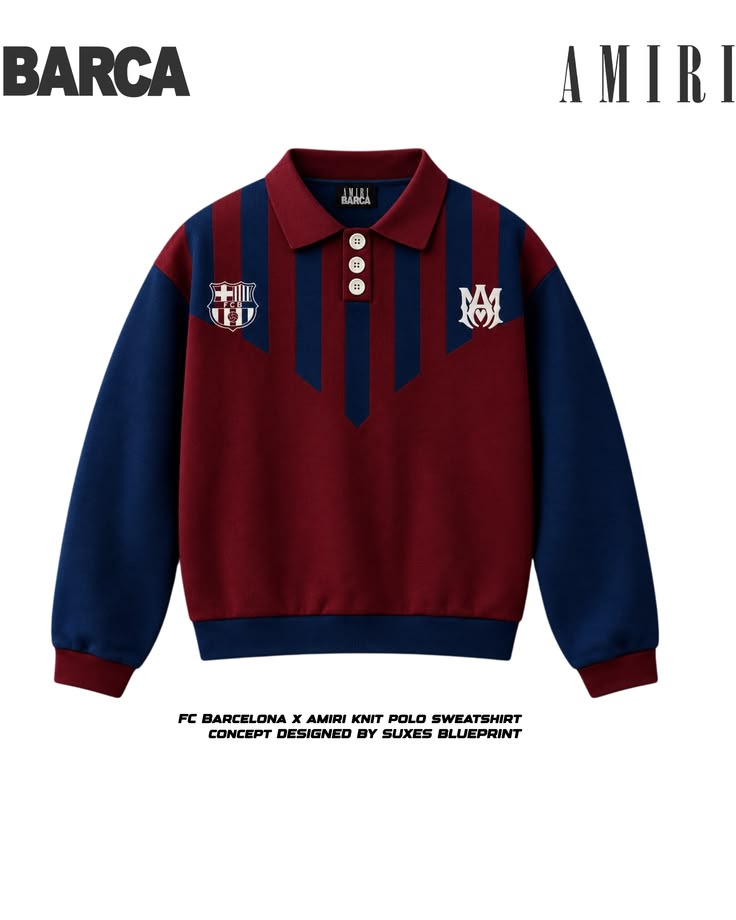 BARCA
AMIRI
AMIRI
BARCA
FCB
FC BARCELONA X AMIRI KNIT POLO SWEATSHIRT
CONCEPT DESIGNED BY SUXES BLUEPRINT